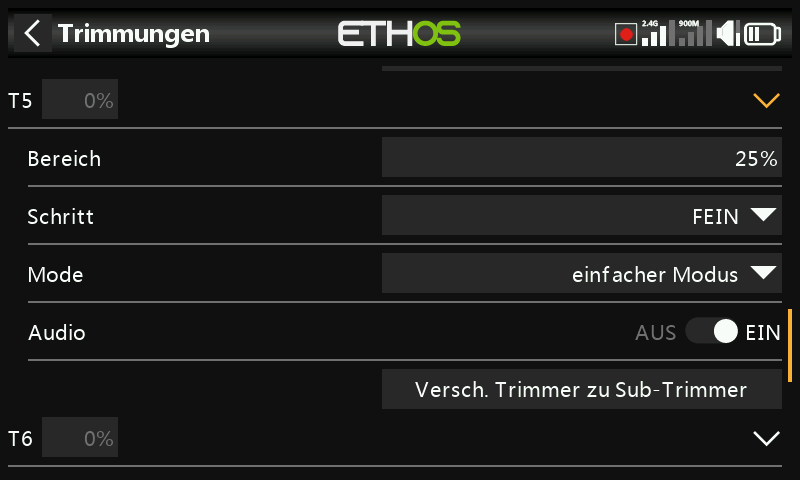 Trimmungen ETHOS 2.4G 900M
T5 0%
Bereich 25%
Schritt FEIN
Mode einfacher Modus
Audio AUS EIN
Versch. Trimmer zu Sub-Trimmer
T6 0%